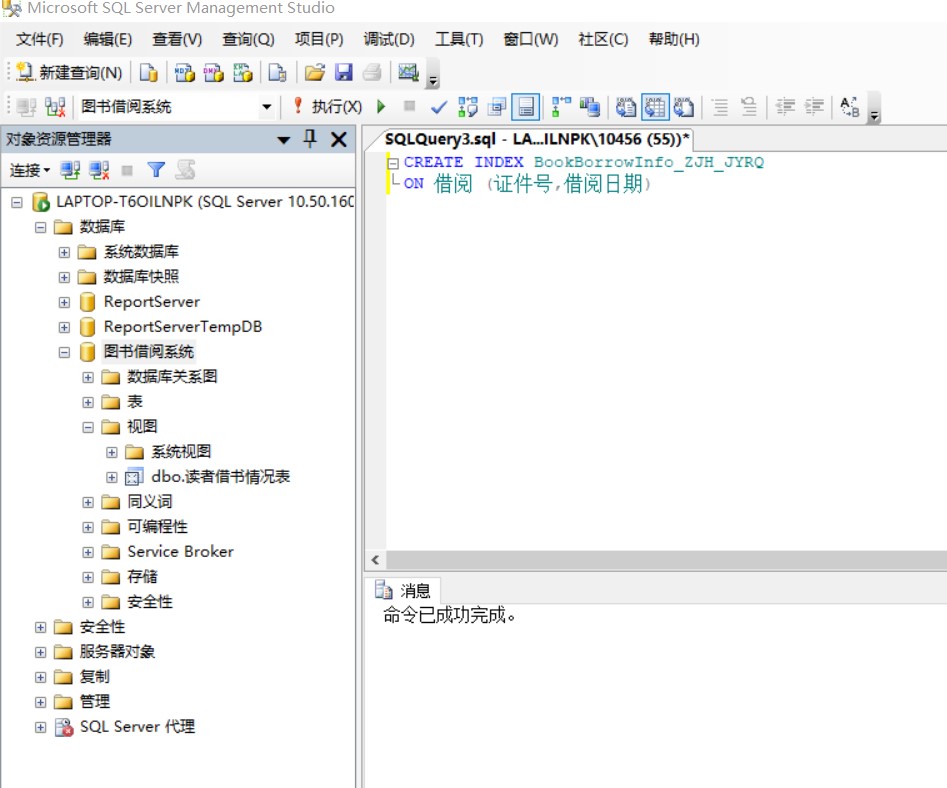 Microsoft SQL Server Management Studio
文件(F) 编辑(E) 查看(V) 查询(Q) 项目(P) 调试(D) 工具(T) 窗口(W) 社区(C) 帮助(H)
新建查询(N)
图书借阅系统 执行(X)
对象资源管理器
连接
LAPTOP-T6OILNPK (SQL Server 10.50.160
数据库
系统数据库
数据库快照
ReportServer
ReportServerTempDB
图书借阅系统
数据库关系图
表
视图
系统视图
dbo.读者借书情况表
同义词
可编程性
Service Broker
存储
安全性
安全性
服务器对象
复制
管理
SQL Server 代理
SQLQuery3.sql - LA...ILNPK\10456 (55))*
CREATE INDEX BookBorrowInfo_ZJH_JYRQ
ON 借阅 (证件号,借阅日期)
消息
命令已成功完成。